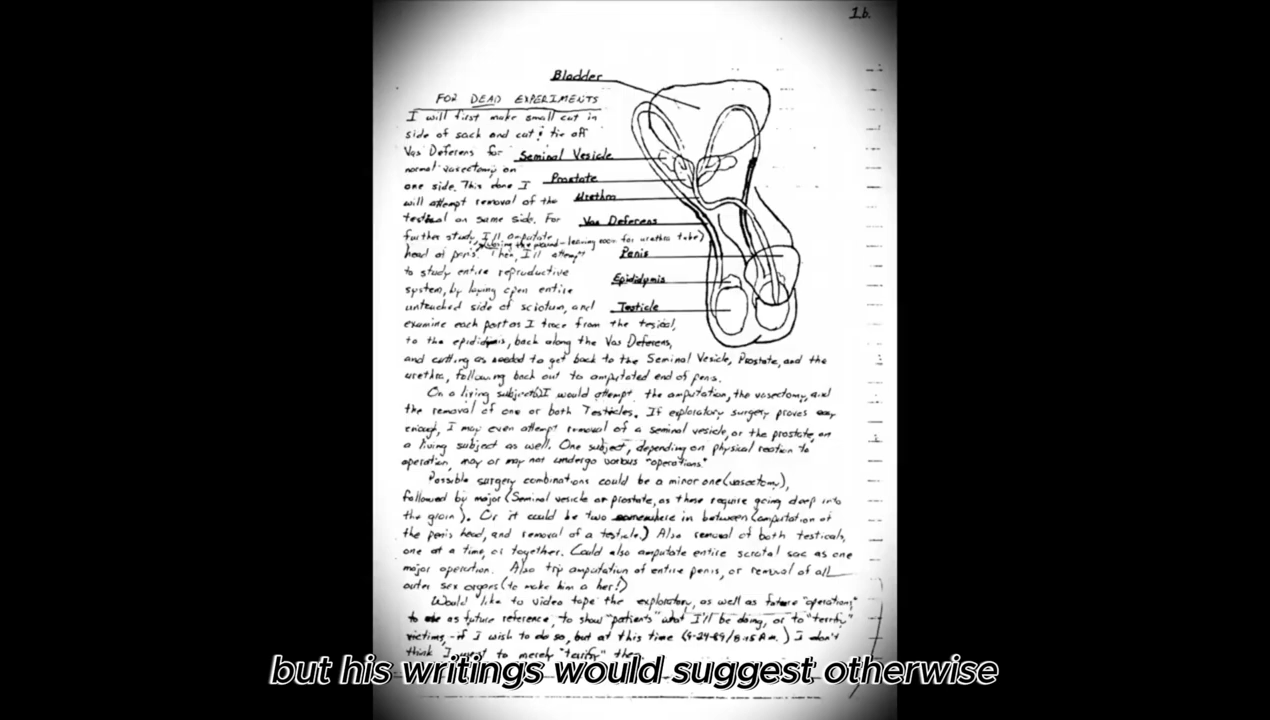 1b.
Bladder
FOR DEAD EXPERIMENTS
I will first make small cut in
side of sack and cut & tie off
Vas Deferens for
Seminal Vesicle
normal vasectomy on
Prostate
one side. This done I
Urethra
will attempt removal of the
testical on same side. For
Vas Deferens
further study, I'll amputate
the wound - leaving room for urethra tube)
head of penis. Then, I'll attempt
Penis
to study entire reproductive
Epididymis
system, by laying open entire
Testicle
untouched side of scrotum, and
examine each part as I trace from the testical,
to the epididymis, back along the Vas Deferens,
and cutting as needed to get back to the Seminal Vesicle, Prostate, and the
urethra, following back out to amputated end of penis.
On a living subject I would attempt the amputation, the vasectomy, and
the removal of one or both Testicles. If exploratory surgery proves easy
enough, I may even attempt removal of a seminal vesicle, or the prostate, on
a living subject as well. One subject, depending on physical reaction to
operation, may or may not undergo various "operations."
Possible surgery combinations could be a minor one (vasectomy),
followed by major (Seminal vesicle or prostate, as these require going deep into
the groin). Or it could be two somewhere in between (amputation of
the penis head, and removal of a testicle.) Also removal of both testicals,
one at a time, or together. Could also amputate entire scrotal sac as one
major operation. Also try amputation of entire penis, or removal of all
outer sex organs (to make him a her!)
Would like to video tape the exploratory, as well as future "operations,"
to use as future reference, to show "patients" what I'll be doing, or to "terrify"
victims, - if I wish to do so, but at this time I don't
think I want to merely "terrify"
but his writings would suggest otherwise